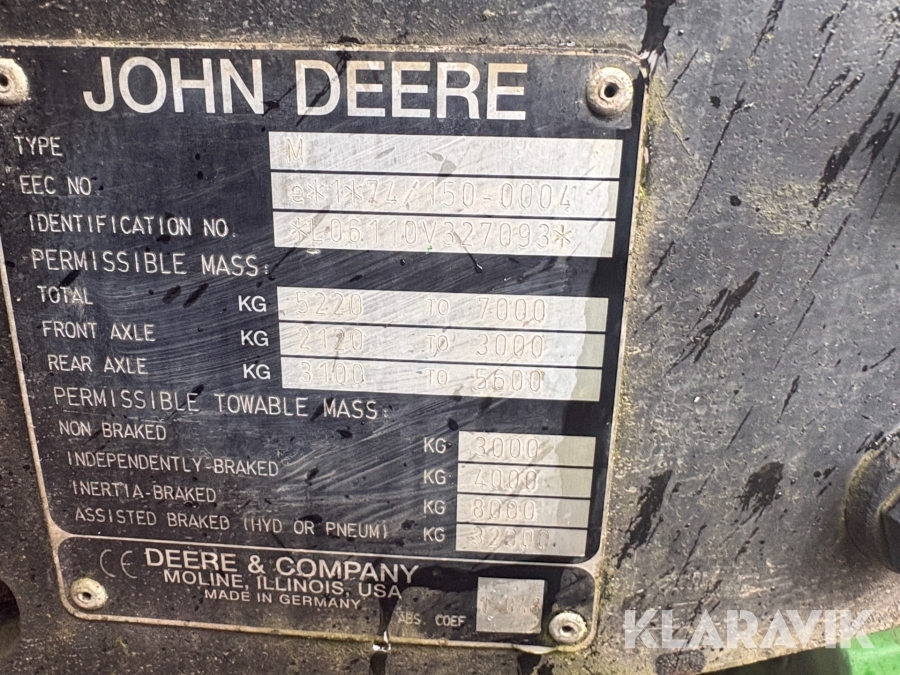 JOHN DEERE
TYPE M
EEC NO. e*1*74/150-0004
IDENTIFICATION NO. *L06110V327093*
PERMISSIBLE MASS:
TOTAL KG 5220 TO 7000
FRONT AXLE KG 2120 TO 3000
REAR AXLE KG 3100 TO 5600
PERMISSIBLE TOWABLE MASS:
NON BRAKED KG 3000
INDEPENDENTLY-BRAKED KG 4000
INERTIA-BRAKED KG 8000
ASSISTED BRAKED (HYD OR PNEUM) KG
CE DEERE & COMPANY
MOLINE, ILLINOIS, USA
MADE IN GERMANY
ABS. COEF
KLARAVIK
KLARAVIK